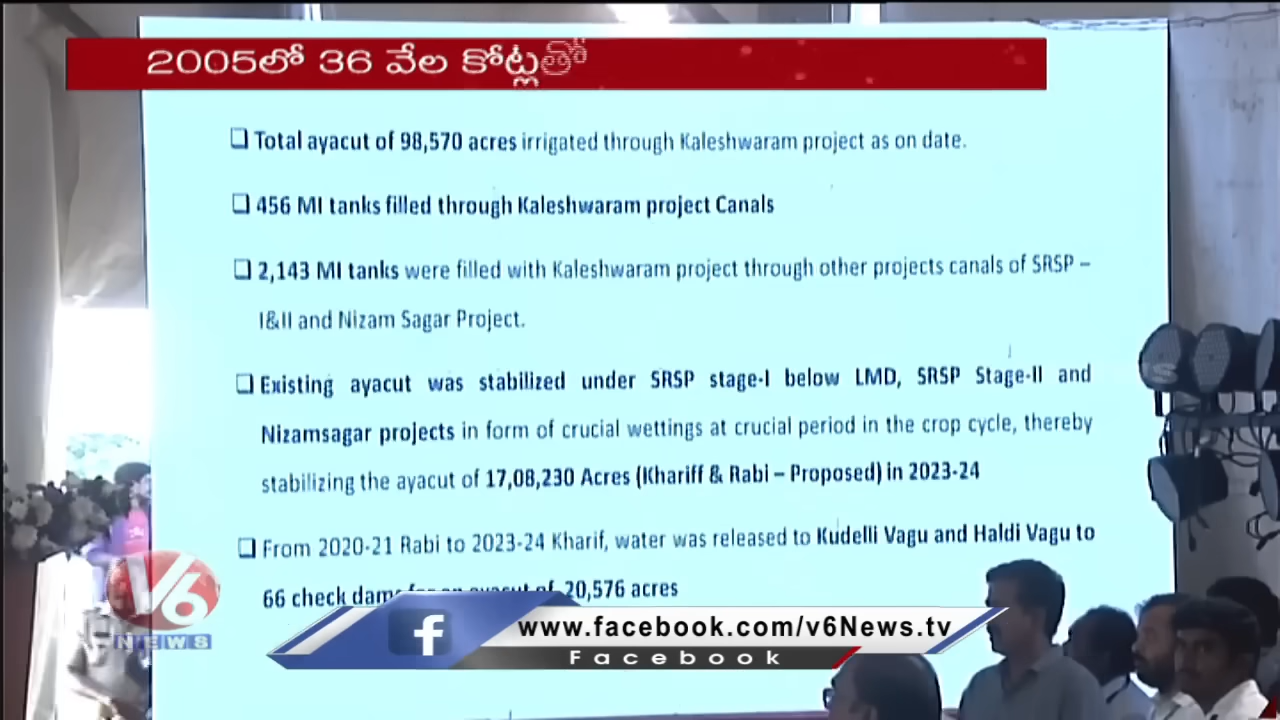 2005లో 36 వేల కోట్లతో
❑ Total ayacut of 98,570 acres irrigated through Kaleshwaram project as on date.
❑ 456 MI tanks filled through Kaleshwaram project Canals
❑ 2,143 MI tanks were filled with Kaleshwaram project through other projects canals of SRSP –
I&II and Nizam Sagar Project.
❑ Existing ayacut was stabilized under SRSP stage-I below LMD, SRSP Stage-II and
Nizamsagar projects in form of crucial wettings at crucial period in the crop cycle, thereby
stabilizing the ayacut of 17,08,230 Acres (Khariff & Rabi – Proposed) in 2023-24
❑ From 2020-21 Rabi to 2023-24 Kharif, water was released to Kudelli Vagu and Haldi Vagu to
66 check dams for an ayacut of 20,576 acres
V6
NEWS
f
www.facebook.com/v6News.tv
Facebook